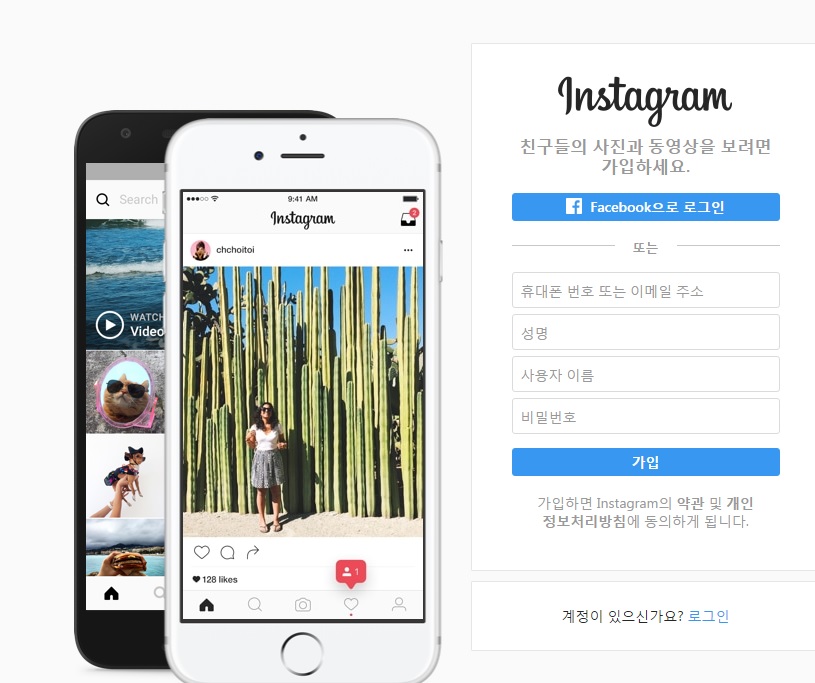 Search
WATCH
Video
9:41 AM
Instagram
2
chchoitoi
128 likes
1
Instagram
친구들의 사진과 동영상을 보려면
가입하세요.
Facebook으로 로그인
또는
휴대폰 번호 또는 이메일 주소
성명
사용자 이름
비밀번호
가입
가입하면 Instagram의 약관 및 개인
정보처리방침에 동의하게 됩니다.
계정이 있으신가요? 로그인